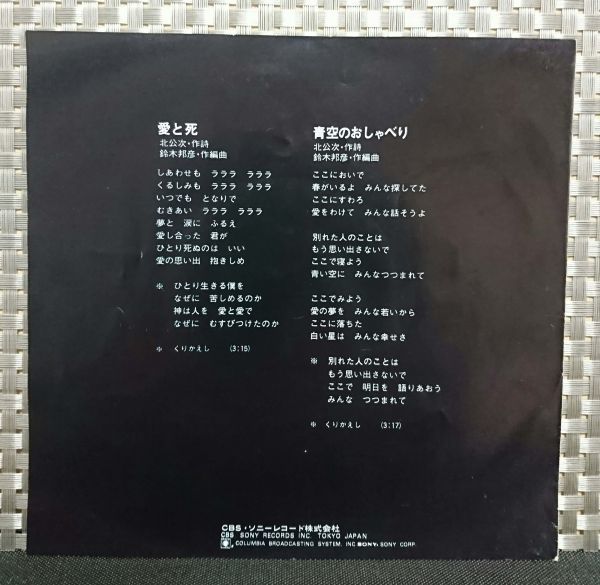 愛と死
北公次・作詩
鈴木邦彦・作編曲
しあわせも ラララ ラララ
くるしみも ラララ ラララ
いつでも となりで
むきあい ラララ ラララ
夢と 涙に ふるえ
愛し合った 君が
ひとり死ぬのは いい
愛の思い出 抱きしめ
※ ひとり生きる僕を
なぜに 苦しめるのか
神は人を 愛と愛で
なぜに むすびつけたのか
※ くりかえし (3:15)
青空のおしゃべり
北公次・作詩
鈴木邦彦・作編曲
ここにおいで
春がいるよ みんな探してた
ここにすわろ
愛をわけて みんな話そうよ
別れた人のことは
もう思い出さないで
ここで寝よう
青い空に みんなつつまれて
ここでみよう
愛の夢を みんな若いから
ここに落ちた
白い星は みんな幸せさ
※ 別れた人のことは
もう思い出さないで
ここで 明日を 語りあおう
みんな つつまれて
※ くりかえし (3:17)
CBS・ソニーレコード株式会社
CBS SONY RECORDS INC. TOKYO JAPAN
COLUMBIA BROADCASTING SYSTEM, INC SONY: SONY CORP.